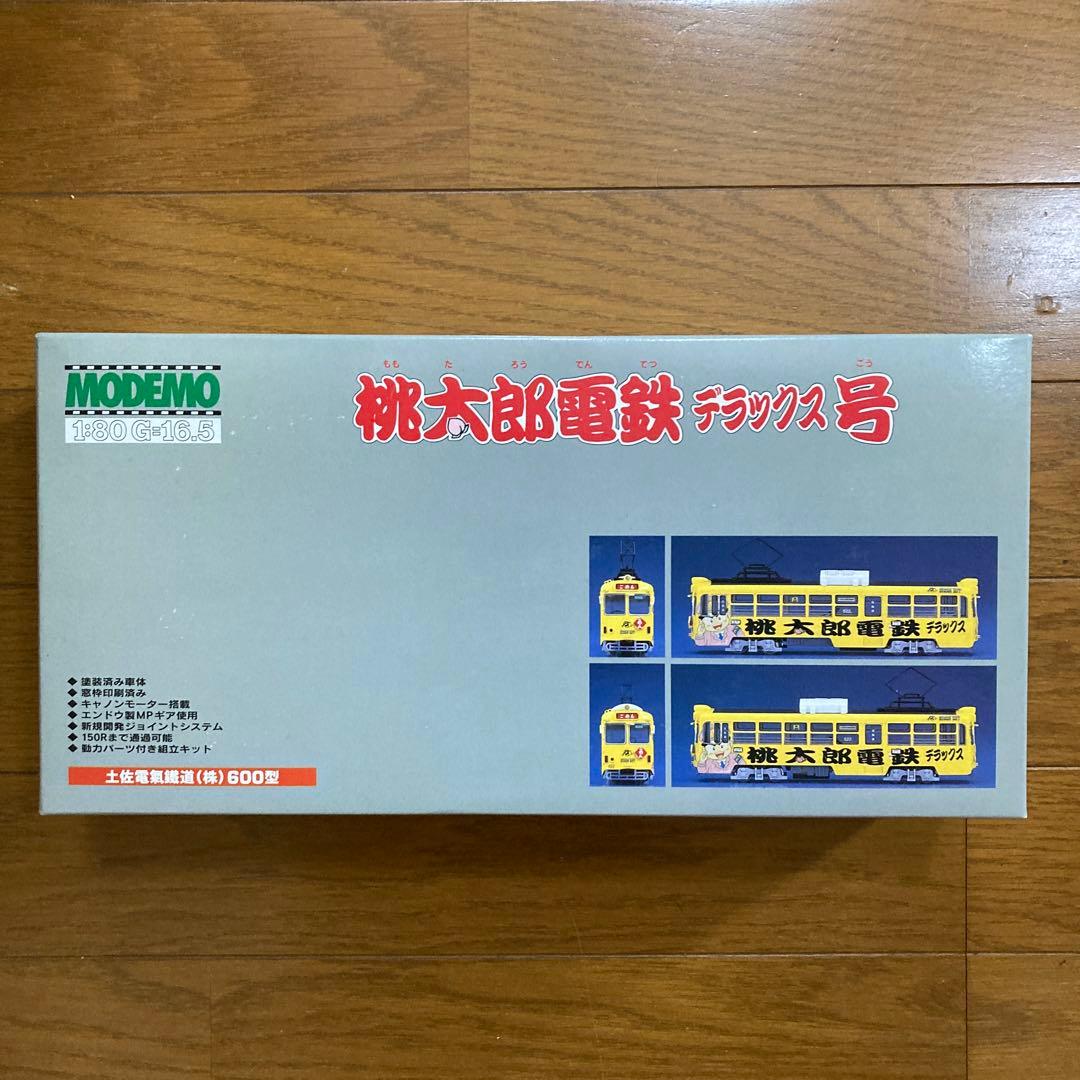 MODEMO
1:80 G=16.5
もも た ろう でん てつ ごう
桃太郎電鉄 デラックス 号
ごめん
桃太郎電鉄 デラックス
ごめん
桃太郎電鉄 デラックス
◆ 塗装済み車体
◆ 窓枠印刷済み
◆ キャノンモーター搭載
◆ エンドウ製MPギア使用
◆ 新規開発ジョイントシステム
◆ 150Rまで通過可能
◆ 動力パーツ付き組立キット
土佐電氣鐵道(株)600型